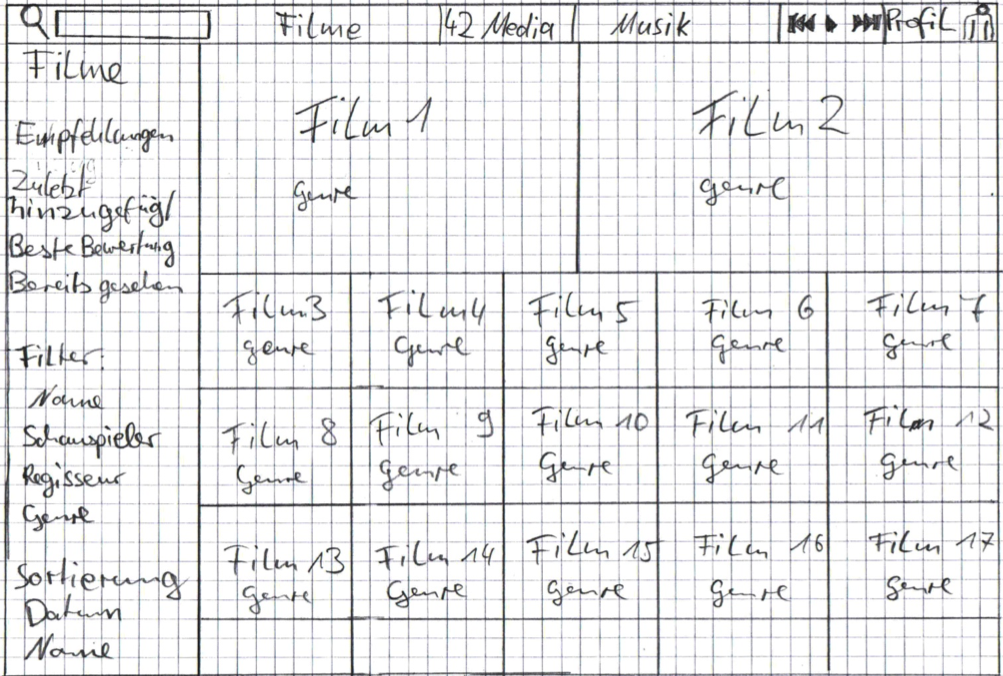 Filme 42 Media Musik Profil
Filme
Empfehlungen
Zuletzt
hinzugefügt
Beste Bewertung
Bereits gesehen
Filter:
Name
Schauspieler
Regisseur
Genre
Sortierung
Datum
Name
Film 1 Film 2
Genre Genre
Film 3 Film 4 Film 5 Film 6 Film 7
Genre Genre Genre Genre Genre
Film 8 Film 9 Film 10 Film 11 Film 12
Genre Genre Genre Genre Genre
Film 13 Film 14 Film 15 Film 16 Film 17
Genre Genre Genre Genre Genre